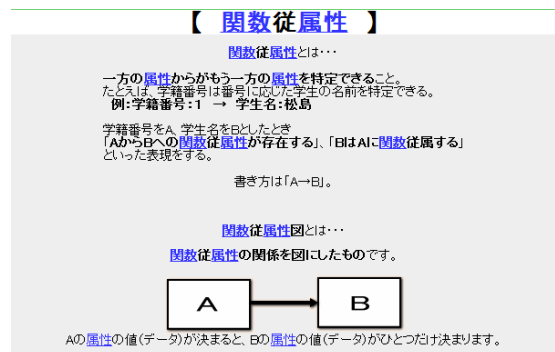 【 関数従属性 】
関数従属性とは・・・
一方の属性からがもう一方の属性を特定できること。
たとえば、学籍番号は番号に応じた学生の名前を特定できる。
例:学籍番号:1 → 学生名:松島
学籍番号をA、学生名をBとしたとき
「AからBへの関数従属性が存在する」、「BはAに関数従属する」
といった表現をする。
書き方は「A→B」。
関数従属性図とは・・・
関数従属性の関係を図にしたものです。
A B
Aの属性の値(データ)が決まると、Bの属性の値(データ)がひとつだけ決まります。